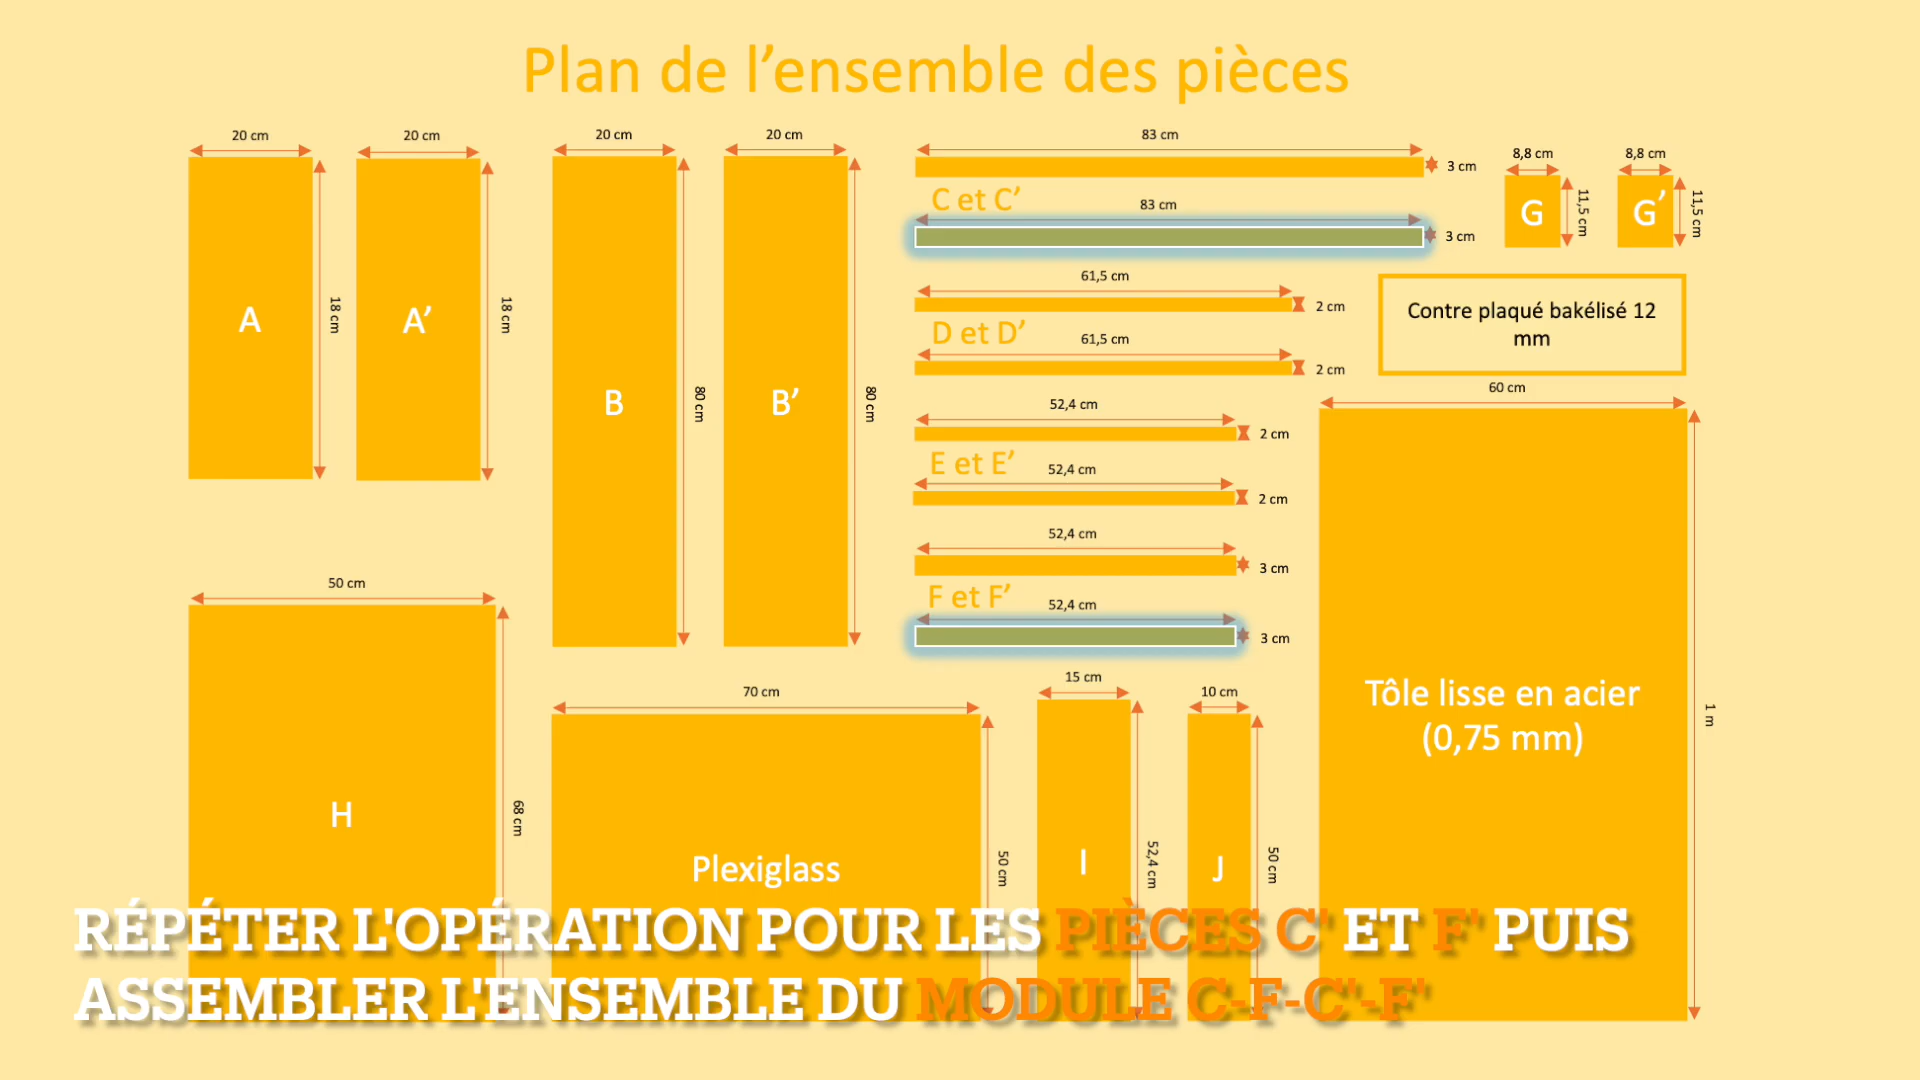 Plan de l’ensemble des pièces
20 cm
20 cm
20 cm
20 cm
83 cm
8,8 cm
8,8 cm
3 cm
C et C’
83 cm
3 cm
G
11,5 cm
G’
11,5 cm
A
18 cm
A’
18 cm
B
80 cm
B’
80 cm
61,5 cm
2 cm
D et D’
61,5 cm
2 cm
Contre plaqué bakélisé 12
mm
52,4 cm
2 cm
E et E’
52,4 cm
2 cm
52,4 cm
3 cm
F et F’
52,4 cm
3 cm
60 cm
Tôle lisse en acier
(0,75 mm)
1 m
50 cm
H
68 cm
70 cm
Plexiglass
50 cm
15 cm
I
52,4 cm
10 cm
J
50 cm
RÉPÉTER L'OPÉRATION POUR LES PIÈCES C' ET F' PUIS
ASSEMBLER L'ENSEMBLE DU MODULE C-F-C'-F'